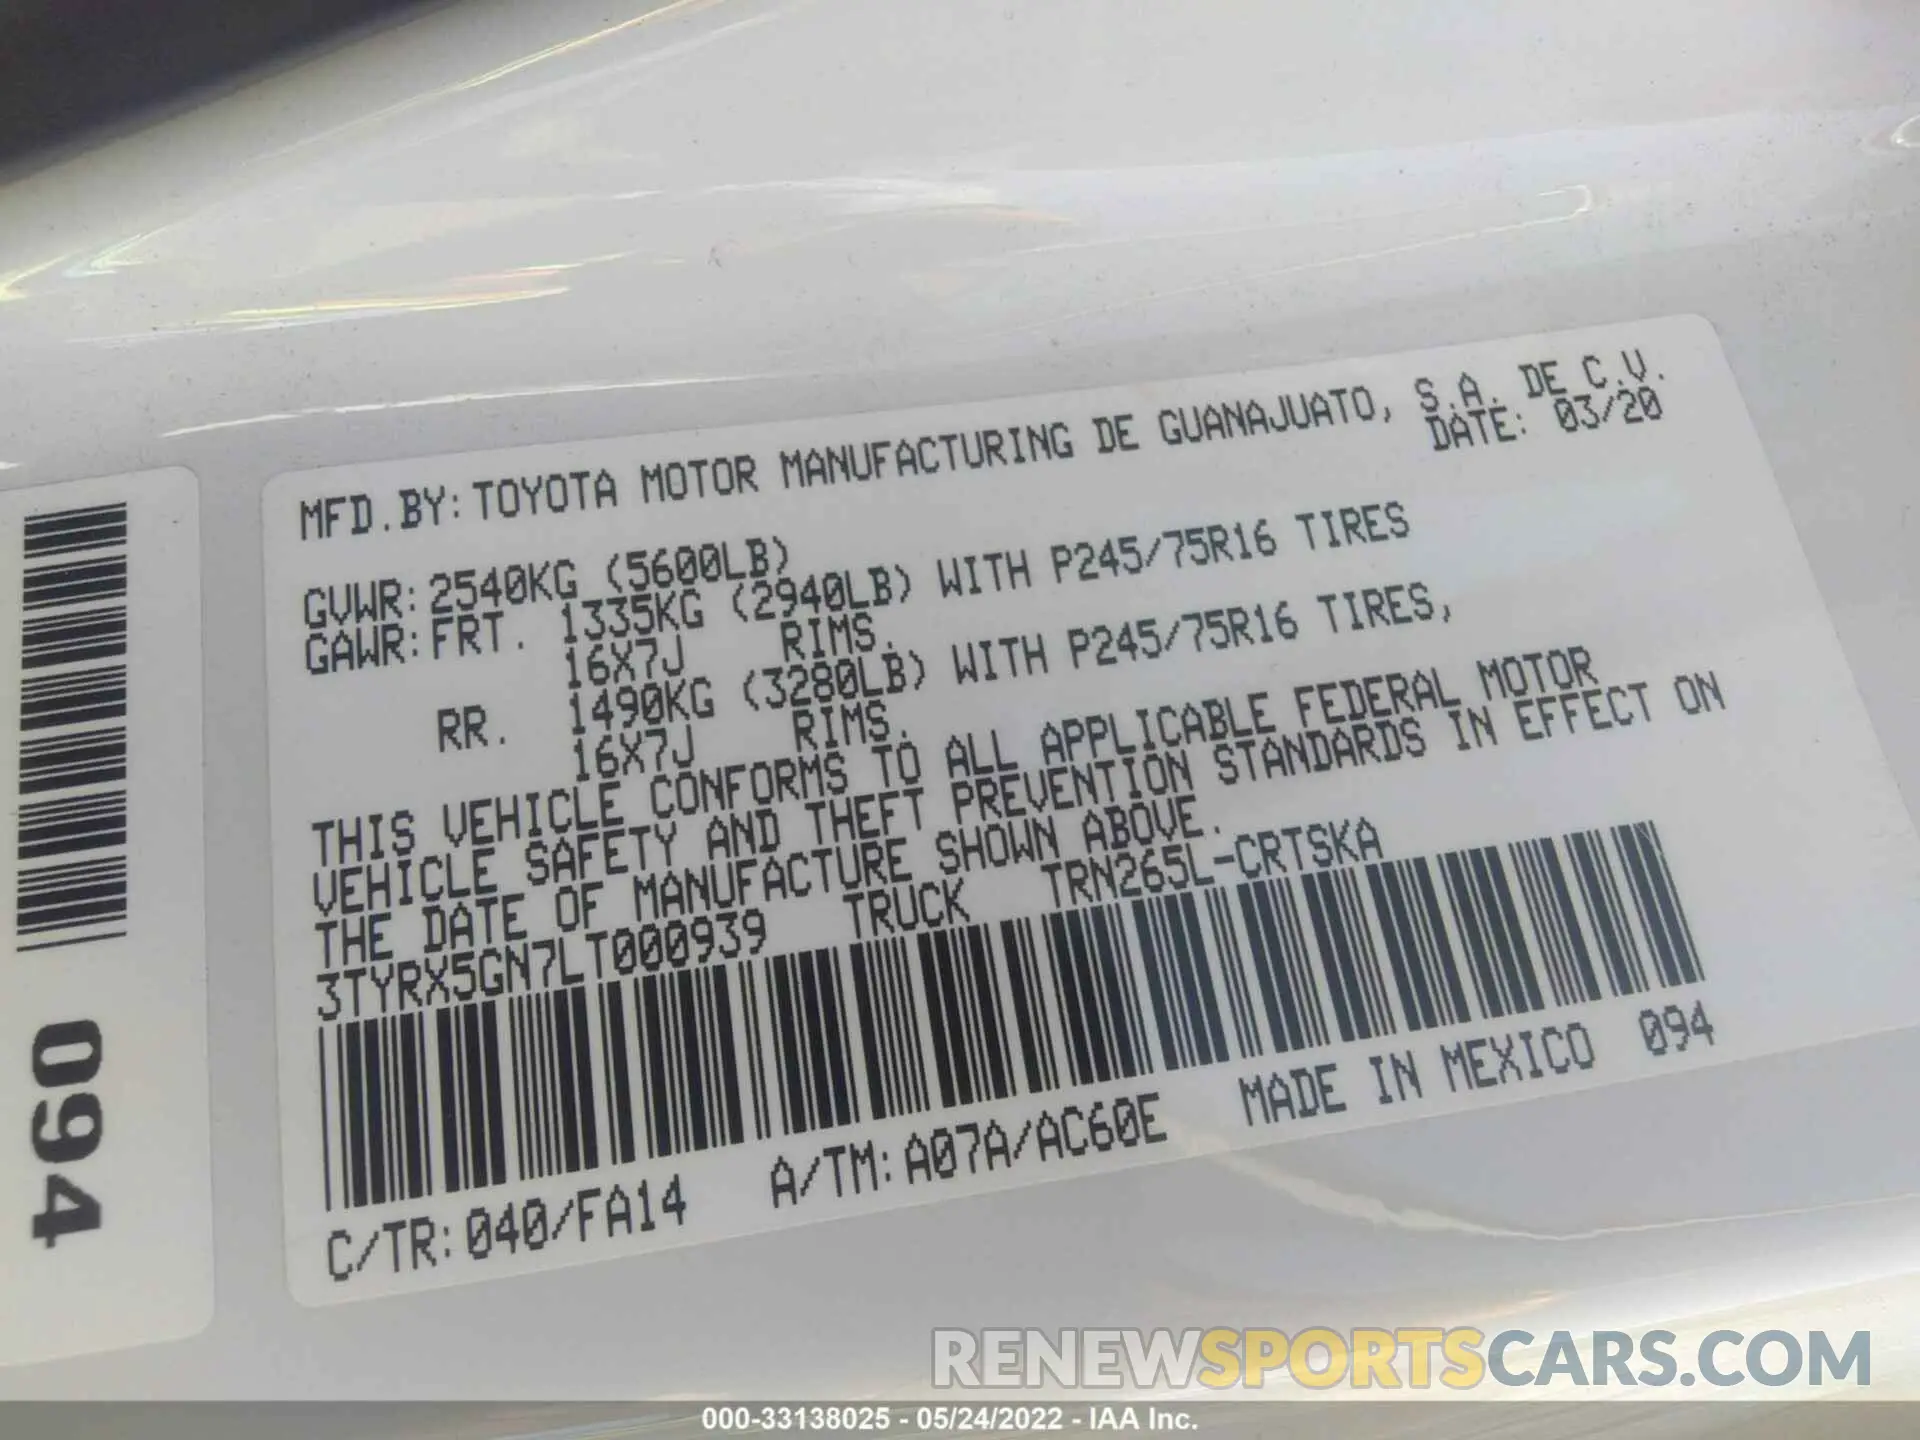 MFD.BY:TOYOTA MOTOR MANUFACTURING DE GUANAJUATO, S.A. DE C.V.
DATE: 03/20
GVWR:2540KG (5600LB)
GAWR:FRT. 1335KG (2940LB) WITH P245/75R16 TIRES
16X7J RIMS.
RR. 1490KG (3280LB) WITH P245/75R16 TIRES,
16X7J RIMS.
THIS VEHICLE CONFORMS TO ALL APPLICABLE FEDERAL MOTOR
VEHICLE SAFETY AND THEFT PREVENTION STANDARDS IN EFFECT ON
THE DATE OF MANUFACTURE SHOWN ABOVE.
3TYRX5GN7LT000939 TRUCK TRN265L-CRTSKA
C/TR:040/FA14 A/TM:A07A/AC60E MADE IN MEXICO 094
094
RENEWSPORTSCARS.COM
000-33138025 - 05/24/2022 - IAA Inc.